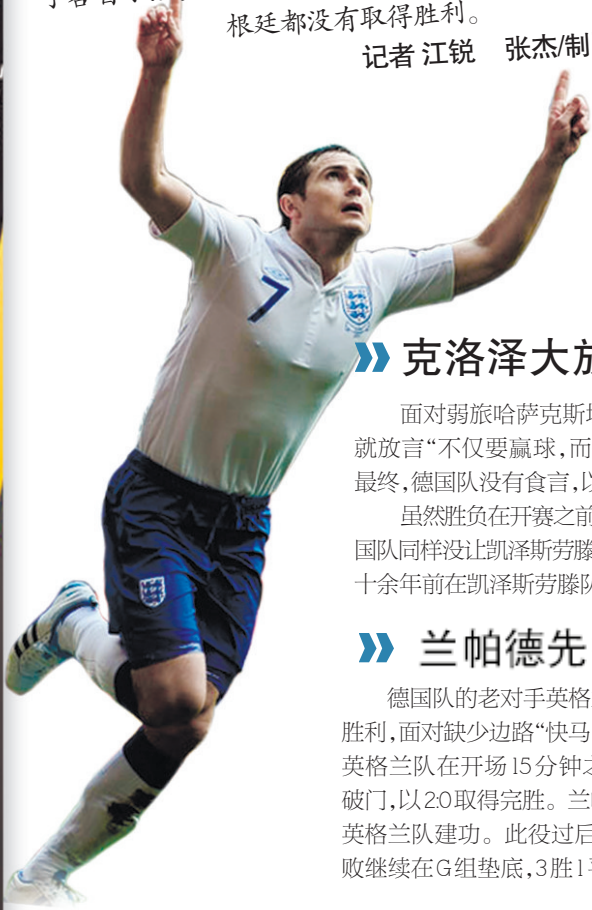 根廷都没有取得胜利。
记者 江锐 张杰/制
7
》 克洛泽大放
面对弱旅哈萨克斯坦
就放言“不仅要赢球,而
最终,德国队没有食言,以
虽然胜负在开赛之前
国队同样没让凯泽斯劳滕
十余年前在凯泽斯劳滕队
》 兰帕德先
德国队的老对手英格
胜利,面对缺少边路“快马
英格兰队在开场15分钟之
破门,以2:0取得完胜。兰帕
英格兰队建功。此役过后
败继续在G组垫底,3胜1平